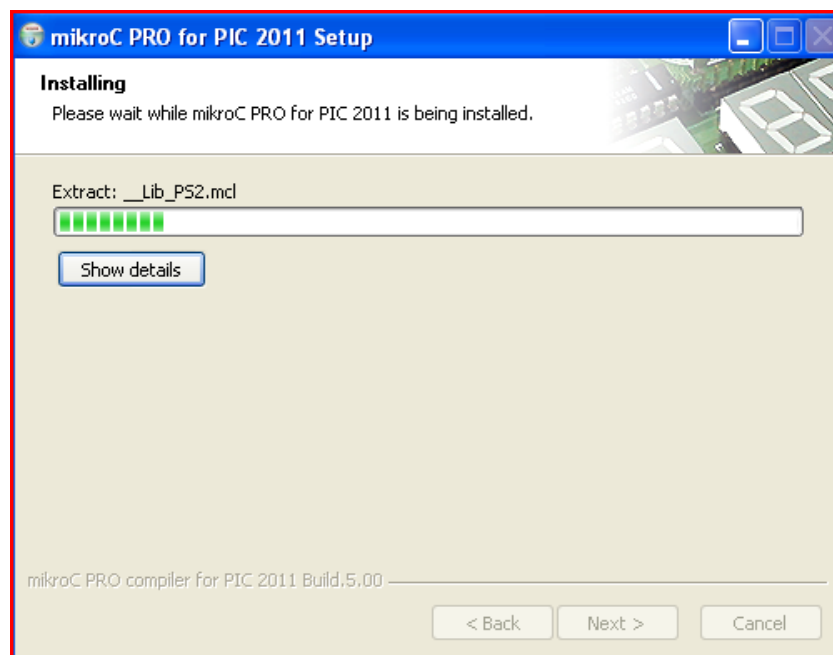 mikroC PRO for PIC 2011 Setup
Installing
Please wait while mikroC PRO for PIC 2011 is being installed.
Extract: __Lib_PS2.mcl
Show details
mikroC PRO compiler for PIC 2011 Build.5.00
< Back Next > Cancel